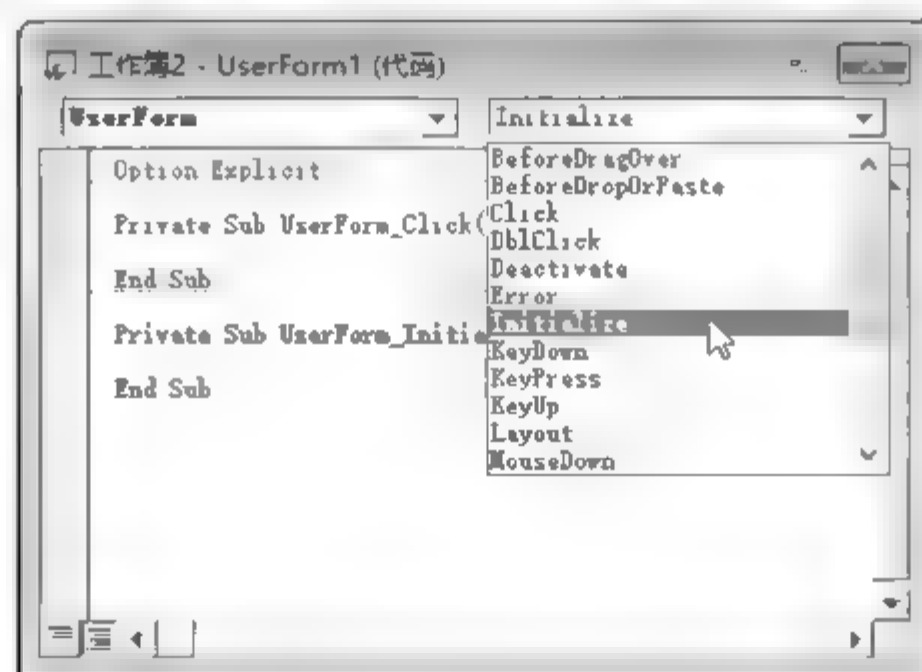 工作簿2 - UserForm1 (代码)
UserForm
Initialize
Option Explicit
Private Sub UserForm_Click(
End Sub
Private Sub UserForm_Initia
End Sub
BeforeDragOver
BeforeDropOrPaste
Click
DblClick
Deactivate
Error
Initialize
KeyDown
KeyPress
KeyUp
Layout
MouseDown